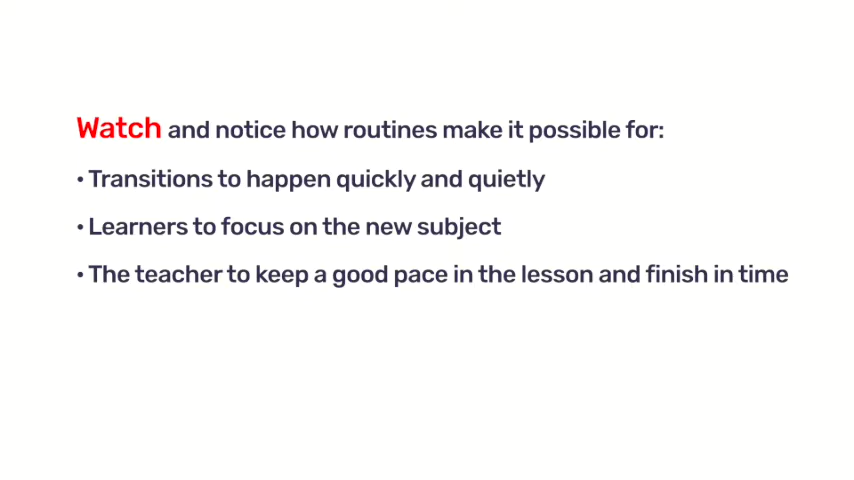 Watch and notice how routines make it possible for:
• Transitions to happen quickly and quietly
• Learners to focus on the new subject
• The teacher to keep a good pace in the lesson and finish in time